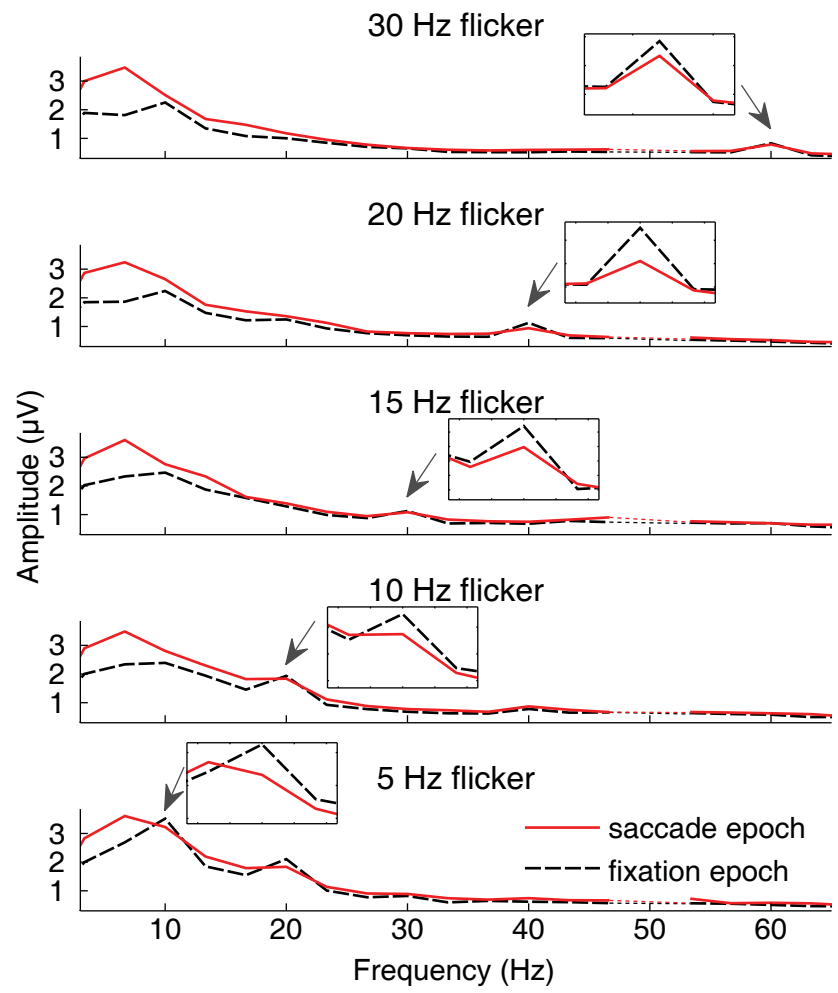 30 Hz flicker
3
2
1
20 Hz flicker
3
2
1
15 Hz flicker
3
2
1
10 Hz flicker
3
2
1
5 Hz flicker
3
2
1
saccade epoch
fixation epoch
10 20 30 40 50 60
Frequency (Hz)
Amplitude (μV)